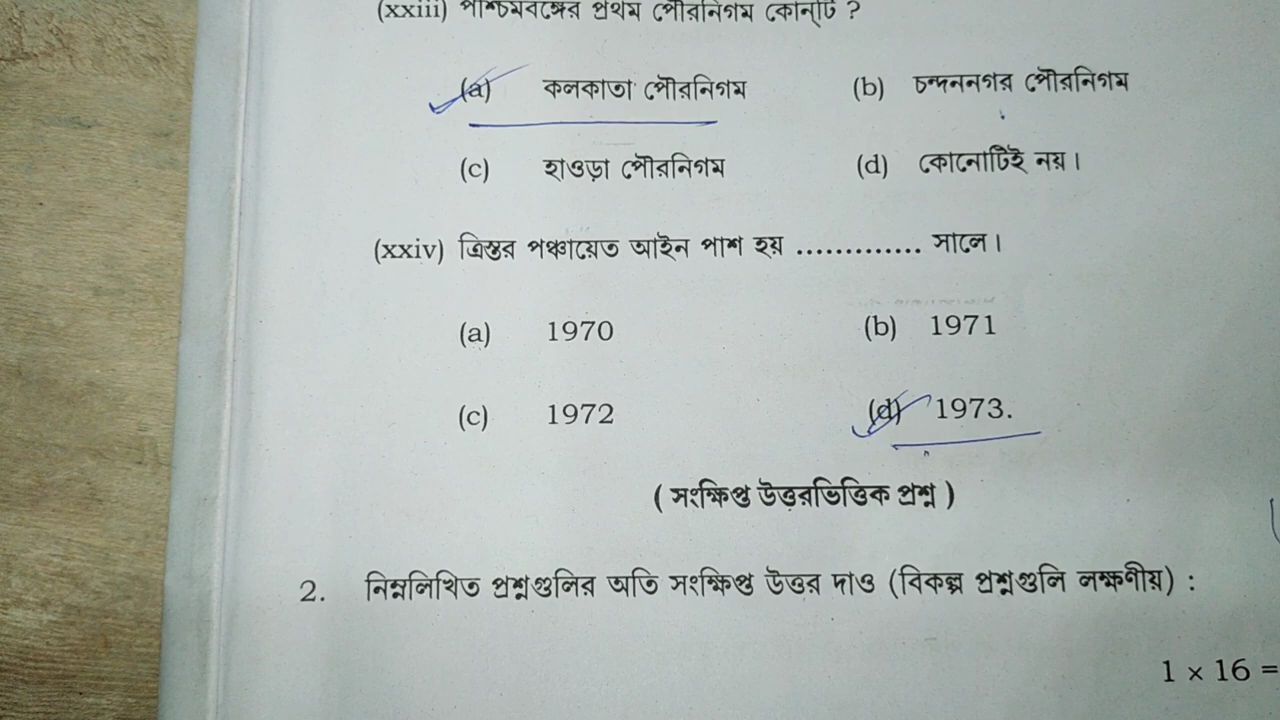 (xxiii) পশ্চিমবঙ্গের প্রথম পৌরনিগম কোন্‌টি ?
(a) কলকাতা পৌরনিগম (b) চন্দননগর পৌরনিগম
(c) হাওড়া পৌরনিগম (d) কোনোটিই নয়।
(xxiv) ত্রিস্তর পঞ্চায়েত আইন পাশ হয় ............. সালে।
(a) 1970 (b) 1971
(c) 1972 (d) 1973.
( সংক্ষিপ্ত উত্তরভিত্তিক প্রশ্ন )
2. নিম্নলিখিত প্রশ্নগুলির অতি সংক্ষিপ্ত উত্তর দাও (বিকল্প প্রশ্নগুলি লক্ষণীয়) :
1 × 16 =